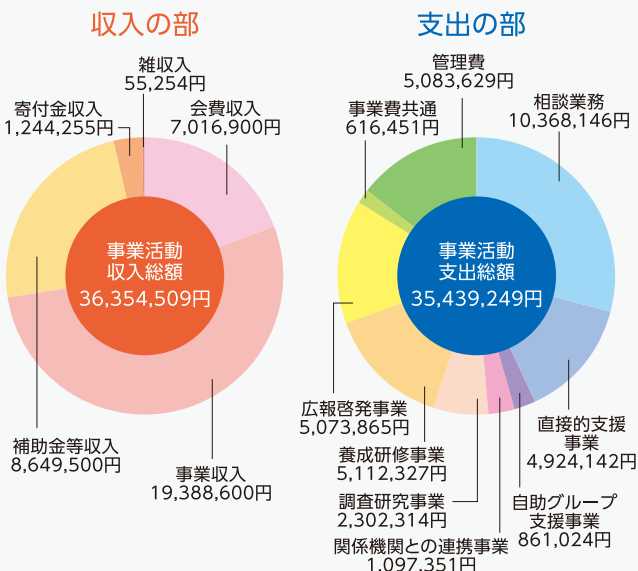 収入の部
雑収入
55,254円
寄付金収入
1,244,255円
会費収入
7,016,900円
事業活動
収入総額
36,354,509円
補助金等収入
8,649,500円
事業収入
19,388,600円
支出の部
管理費
5,083,629円
事業費共通
616,451円
相談業務
10,368,146円
事業活動
支出総額
35,439,249円
広報啓発事業
5,073,865円
養成研修事業
5,112,327円
調査研究事業
2,302,314円
関係機関との連携事業
1,097,351円
直接的支援
事業
4,924,142円
自助グループ
支援事業
861,024円